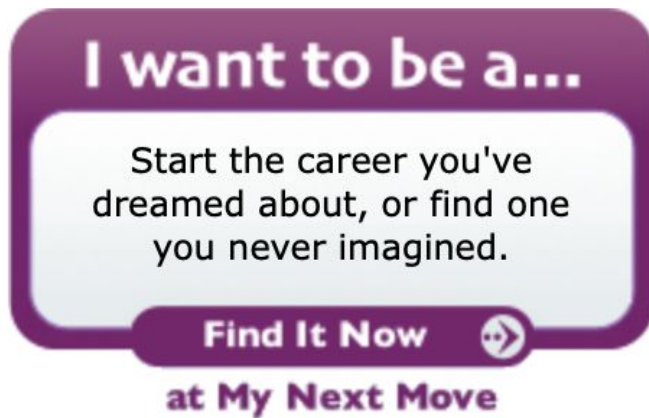 I want to be a...
Start the career you've
dreamed about, or find one
you never imagined.
Find It Now
at My Next Move